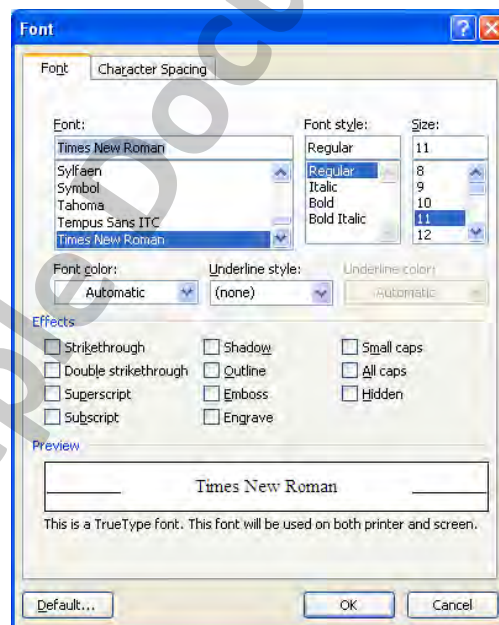 Font
Font Character Spacing
Font: Font style: Size:
Times New Roman Regular 11
Sylfaen Regular 8
Symbol Italic 9
Tahoma Bold 10
Tempus Sans ITC Bold Italic 11
Times New Roman 12
Font color: Underline style: Underline color:
Automatic (none) Automatic
Effects
Strikethrough Shadow Small caps
Double strikethrough Outline All caps
Superscript Emboss Hidden
Subscript Engrave
Preview
Times New Roman
This is a TrueType font. This font will be used on both printer and screen.
Default... OK Cancel